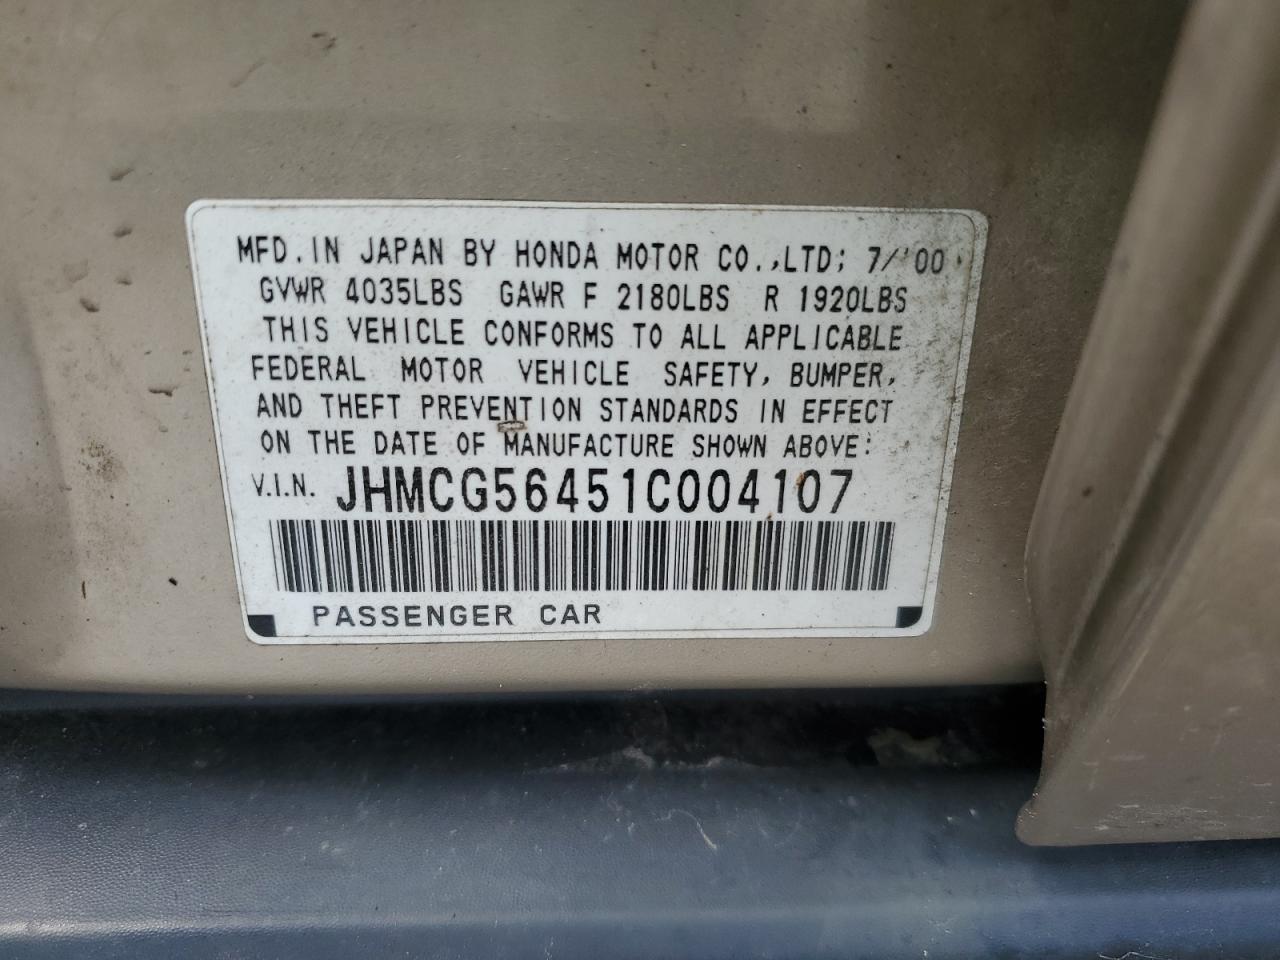 MFD. IN JAPAN BY HONDA MOTOR CO.,LTD; 7/'00
GVWR 4035LBS GAWR F 2180LBS R 1920LBS
THIS VEHICLE CONFORMS TO ALL APPLICABLE
FEDERAL MOTOR VEHICLE SAFETY, BUMPER,
AND THEFT PREVENTION STANDARDS IN EFFECT
ON THE DATE OF MANUFACTURE SHOWN ABOVE:
V.I.N. JHMCG56451C004107
PASSENGER CAR